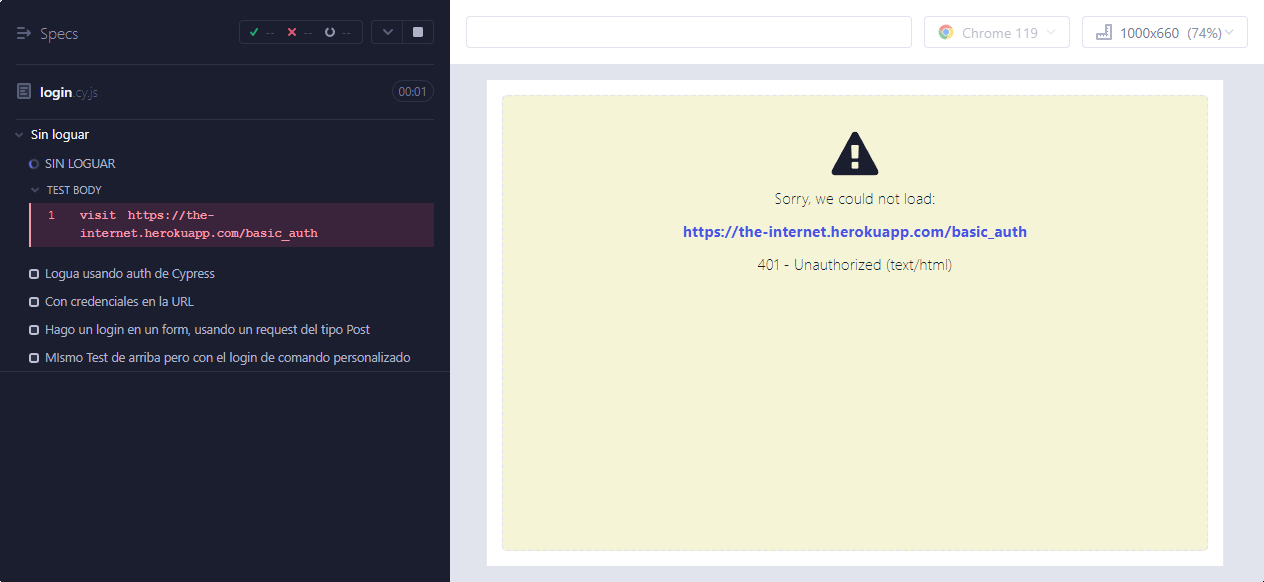 Specs
-- -- --
login.cy.js
00:01
Sin loguar
SIN LOGUAR
TEST BODY
1 visit https://the-
internet.herokuapp.com/basic_auth
Logua usando auth de Cypress
Con credenciales en la URL
Hago un login en un form, usando un request del tipo Post
MIsmo Test de arriba pero con el login de comando personalizado
Chrome 119
1000x660 (74%)
Sorry, we could not load:
https://the-internet.herokuapp.com/basic_auth
401 - Unauthorized (text/html)